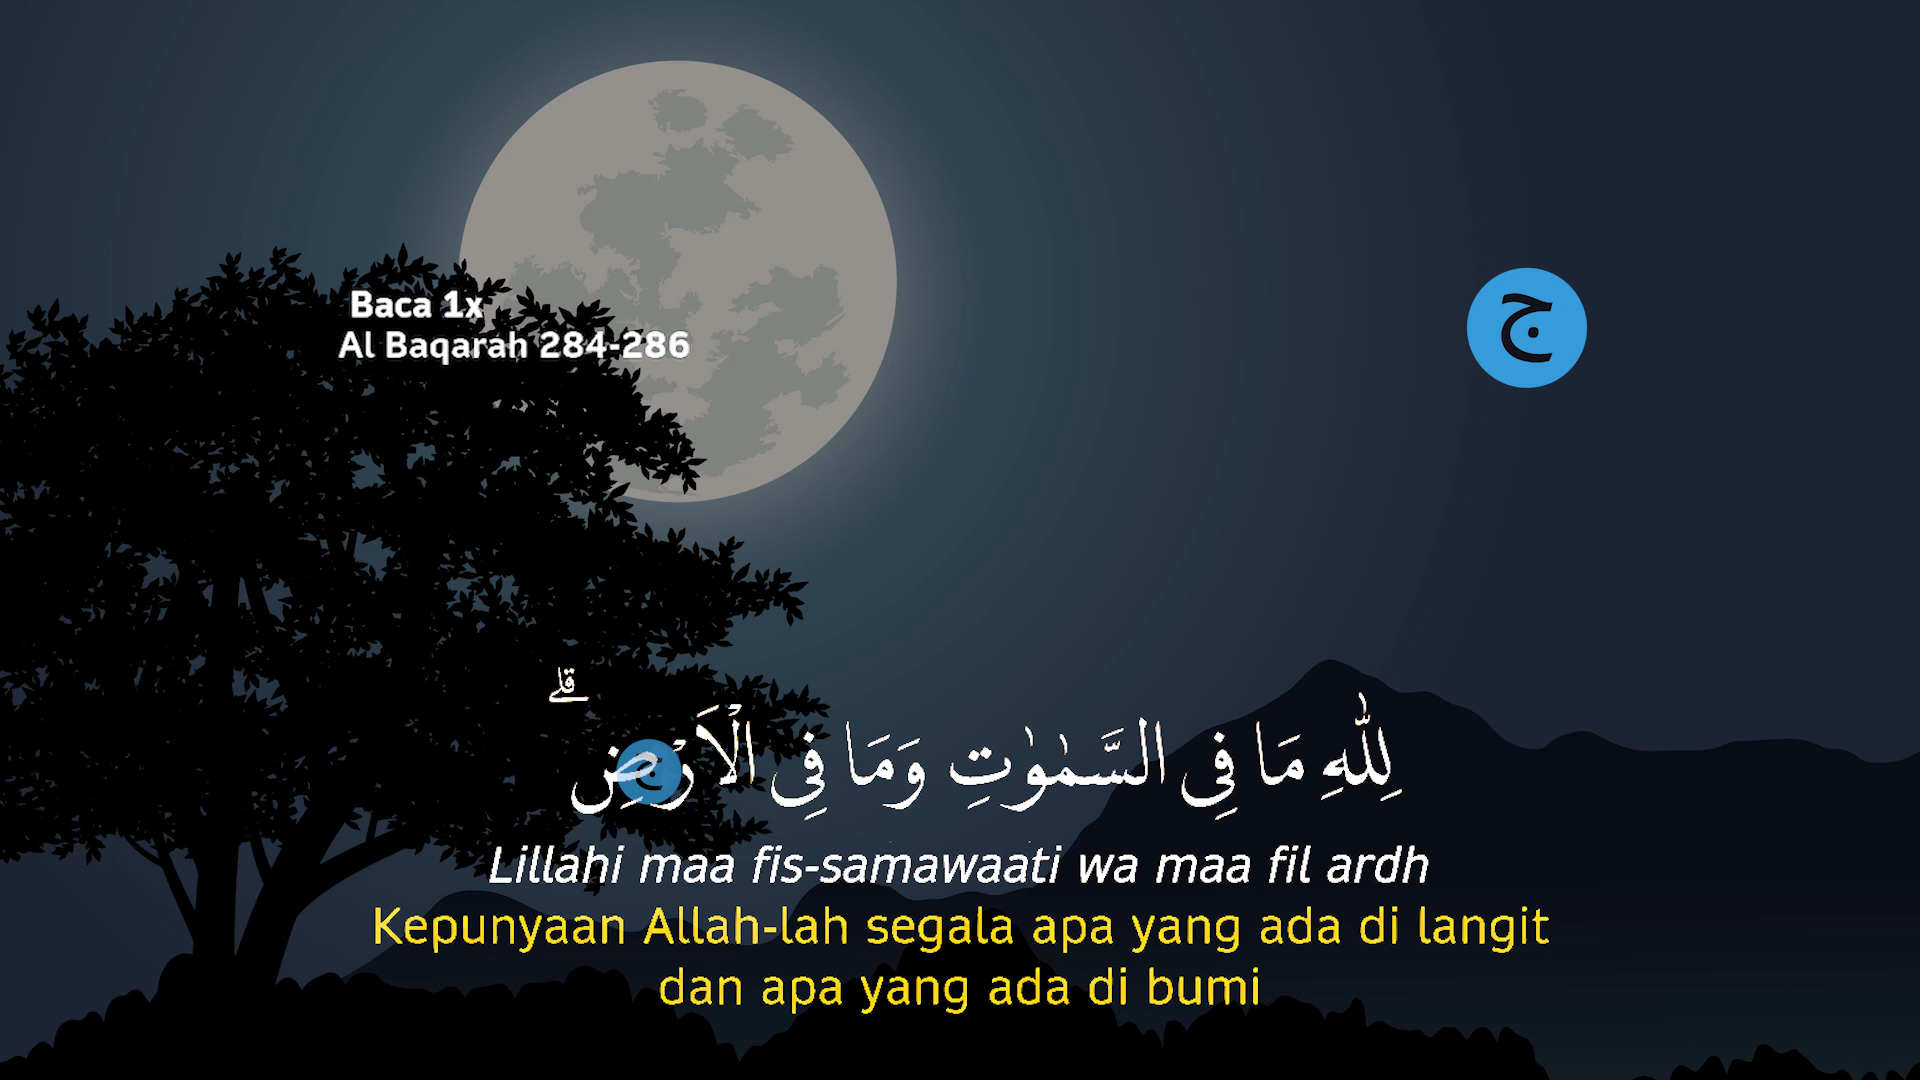 Baca 1x
Al Baqarah 284-286
ج
لِلّٰهِ مَا فِى السَّمٰوٰتِ وَمَا فِى الْاَرْضِ ۗ
Lillahi maa fis-samawaati wa maa fil ardh
Kepunyaan Allah-lah segala apa yang ada di langit
dan apa yang ada di bumi